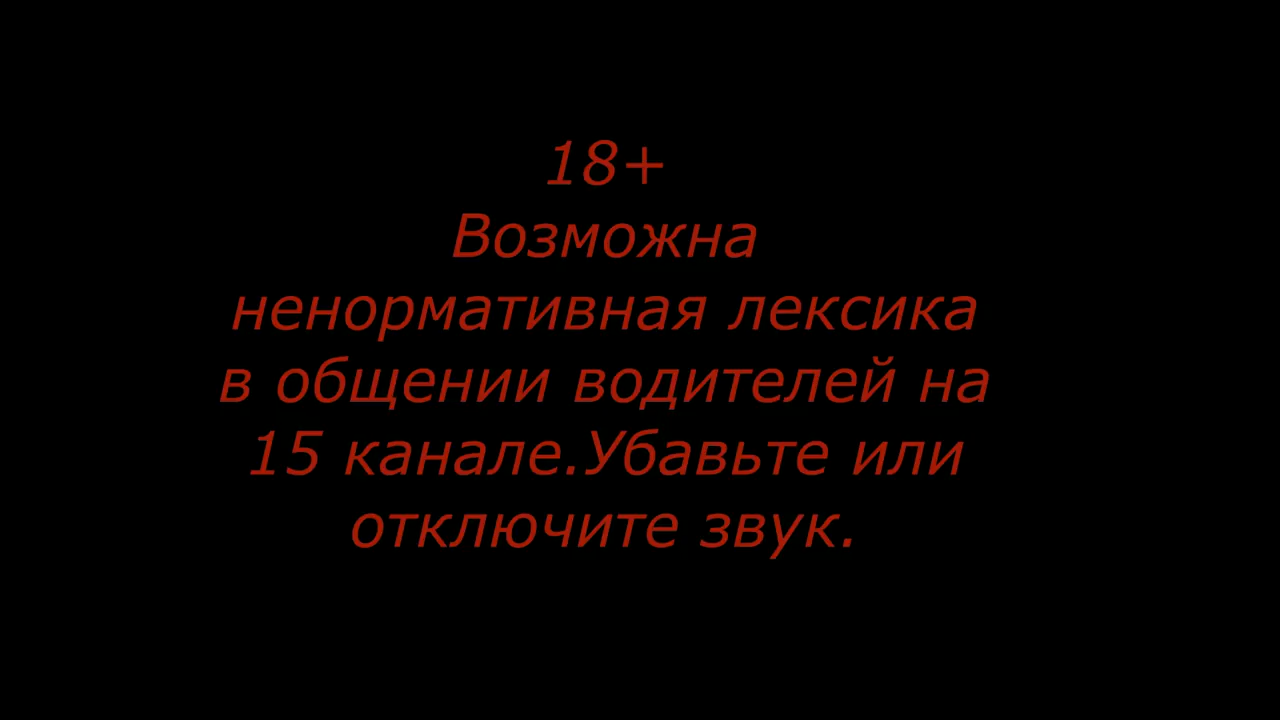 18+
Возможна
ненормативная лексика
в общении водителей на
15 канале.Убавьте или
отключите звук.